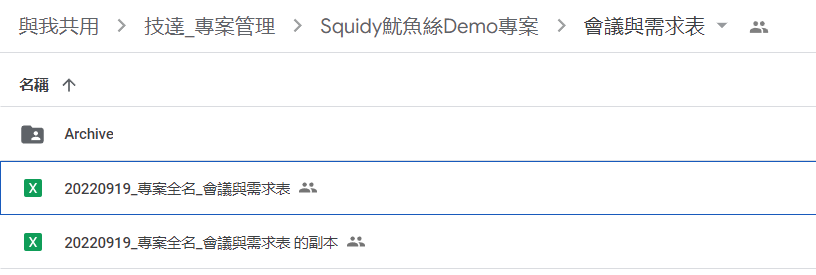 與我共用 > 技達_專案管理 > Squidy魷魚絲Demo專案 > 會議與需求表
名稱
Archive
X 20220919_專案全名_會議與需求表
X 20220919_專案全名_會議與需求表 的副本